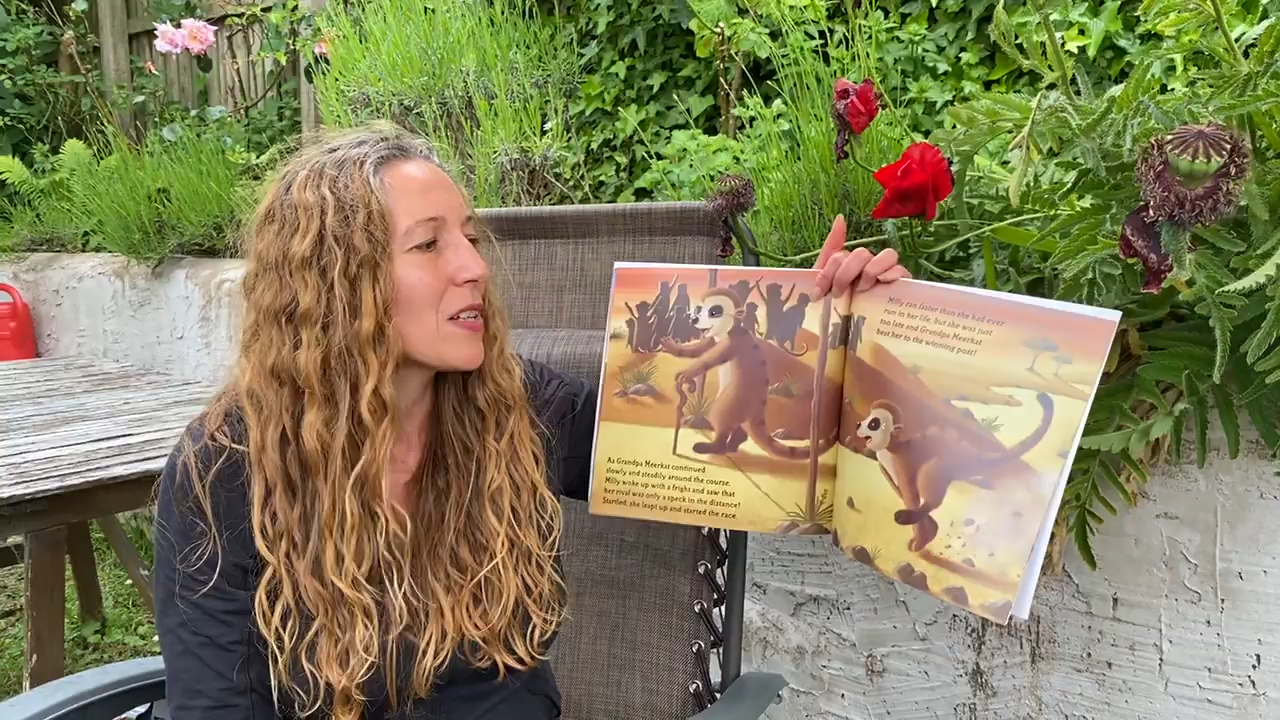 As Grandpa Meerkat continued
slowly and steadily around the course.
Milly woke up with a fright and saw that
her rival was only a speck in the distance!
Startled, she leapt up and started the race.
Milly ran faster than she had ever
run in her life, but she was just
too late and Grandpa Meerkat
beat her to the winning post!